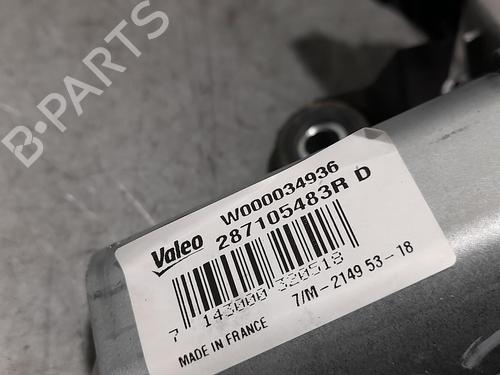 B-PARTS
Valeo
W000034936
287105483R D
7 143000 320518
7/M-2149 53-18
MADE IN FRANCE